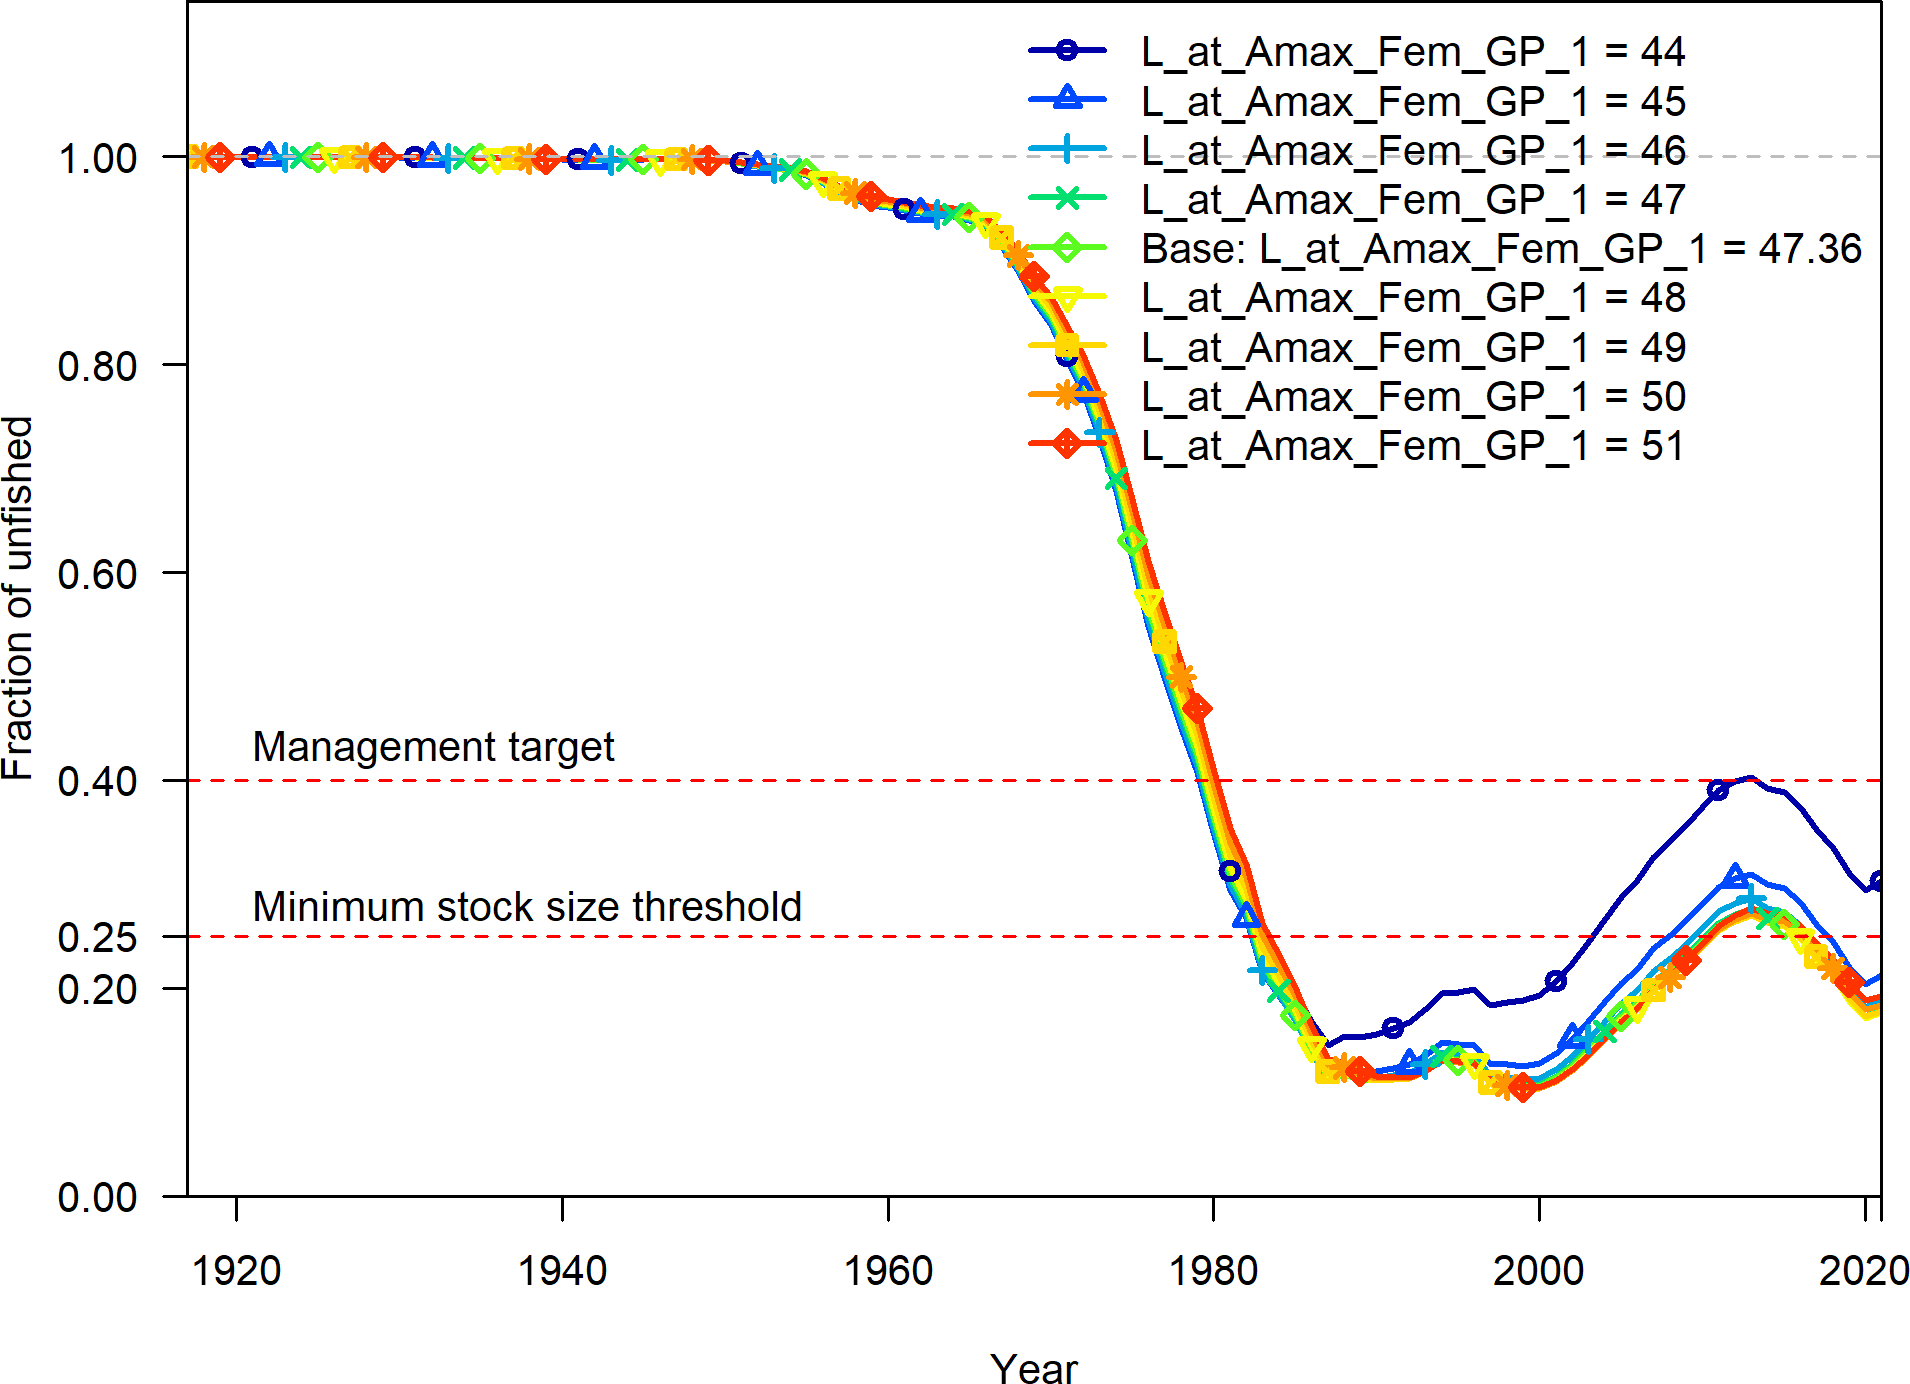 L_at_Amax_Fem_GP_1 = 44
L_at_Amax_Fem_GP_1 = 45
L_at_Amax_Fem_GP_1 = 46
L_at_Amax_Fem_GP_1 = 47
Base: L_at_Amax_Fem_GP_1 = 47.36
L_at_Amax_Fem_GP_1 = 48
L_at_Amax_Fem_GP_1 = 49
L_at_Amax_Fem_GP_1 = 50
L_at_Amax_Fem_GP_1 = 51
Fraction of unfished
1.00
0.80
0.60
0.40
0.25
0.20
0.00
Management target
Minimum stock size threshold
1920 1940 1960 1980 2000 2020
Year